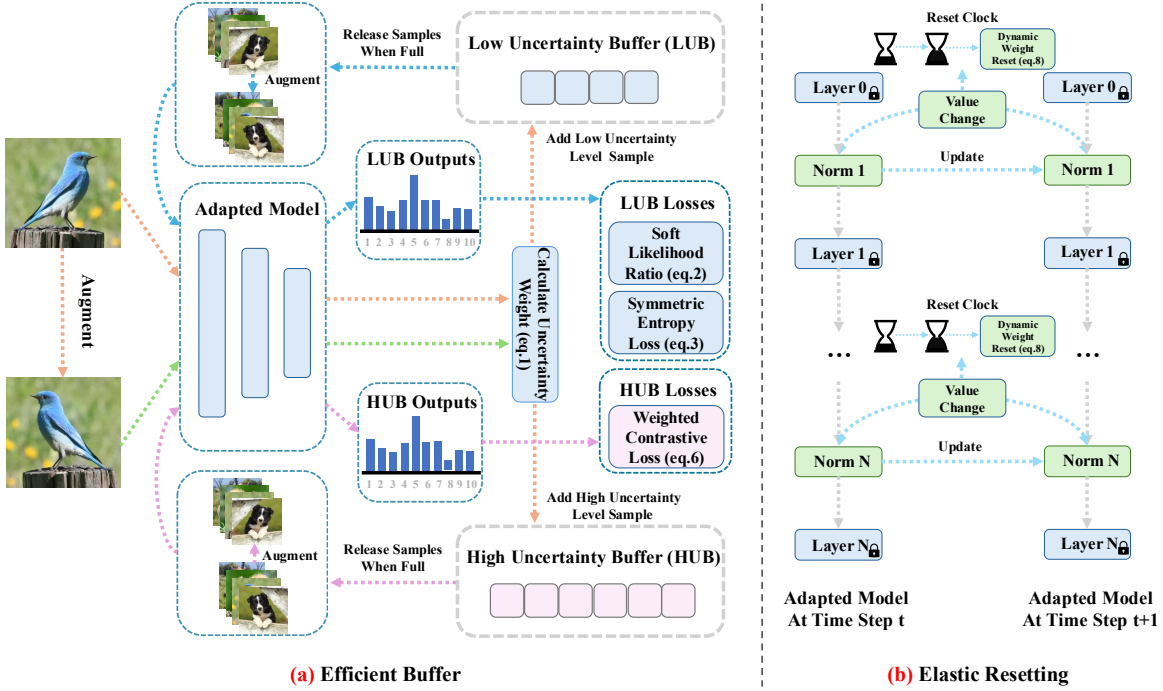 Release Samples
When Full
Augment
Low Uncertainty Buffer (LUB)
Add Low Uncertainty
Level Sample
LUB Outputs
1 2 3 4 5 6 7 8 9 10
Adapted Model
Augment
Calculate Uncertainty
Weight (eq.1)
LUB Losses
Soft
Likelihood
Ratio (eq.2)
Symmetric
Entropy
Loss (eq.3)
HUB Losses
Weighted
Contrastive
Loss (eq.6)
HUB Outputs
1 2 3 4 5 6 7 8 9 10
Add High Uncertainty
Level Sample
Augment
Release Samples
When Full
High Uncertainty Buffer (HUB)
(a) Efficient Buffer
Reset Clock
Dynamic
Weight
Reset (eq.8)
Layer 0
Layer 0
Value
Change
Norm 1
Update
Norm 1
Layer 1
Layer 1
Reset Clock
Dynamic
Weight
Reset (eq.8)
...
...
Value
Change
Norm N
Update
Norm N
Layer N
Layer N
Adapted Model
At Time Step t
Adapted Model
At Time Step t+1
(b) Elastic Resetting